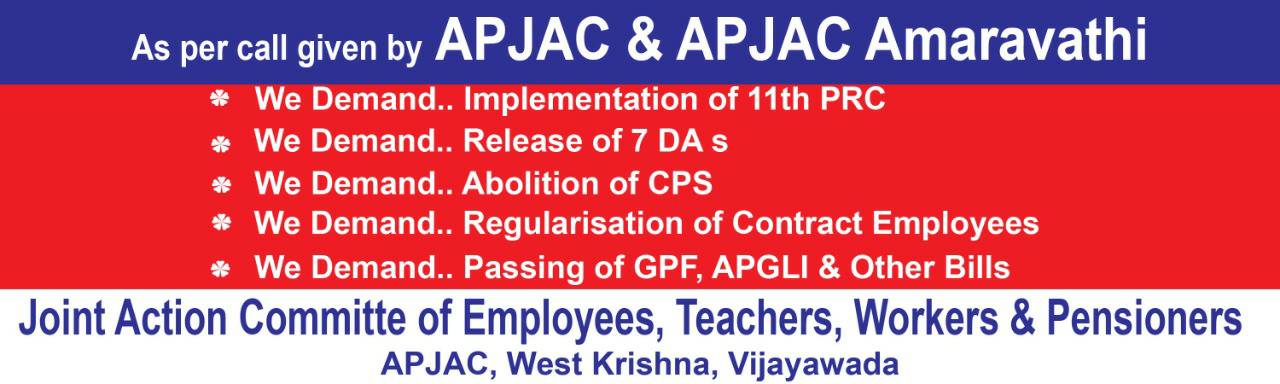 As per call given by APJAC & APJAC Amaravathi
We Demand.. Implementation of 11th PRC
We Demand.. Release of 7 DA s
We Demand.. Abolition of CPS
We Demand.. Regularisation of Contract Employees
We Demand.. Passing of GPF, APGLI & Other Bills
Joint Action Committe of Employees, Teachers, Workers & Pensioners
APJAC, West Krishna, Vijayawada